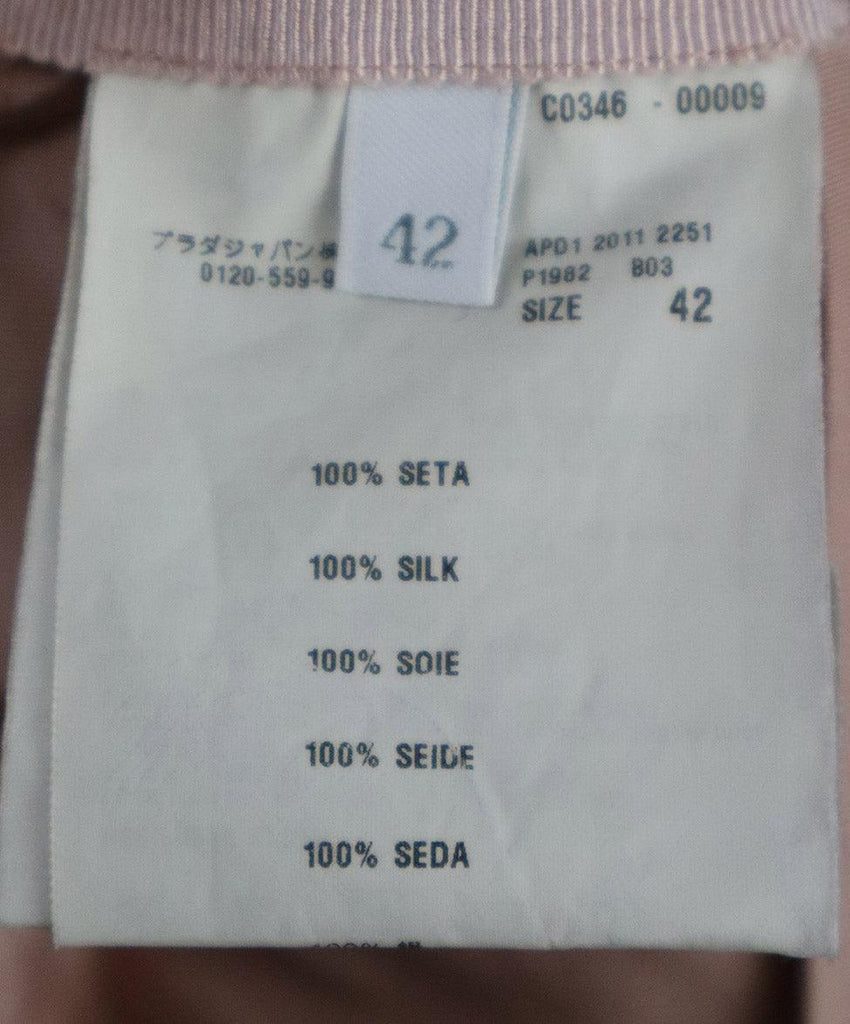 C0346 - 00009
42
プラダジャパン
0120-559-9
APD1 2011 2251
P1982 B03
SIZE 42
100% SETA
100% SILK
100% SOIE
100% SEIDE
100% SEDA